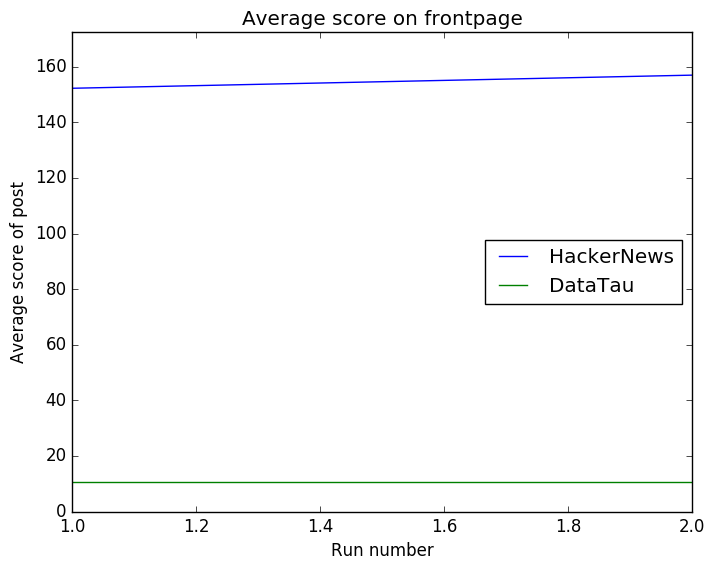 Average score on frontpage
160
140
120
100
80
60
40
20
0
Average score of post
HackerNews
DataTau
1.0 1.2 1.4 1.6 1.8 2.0
Run number